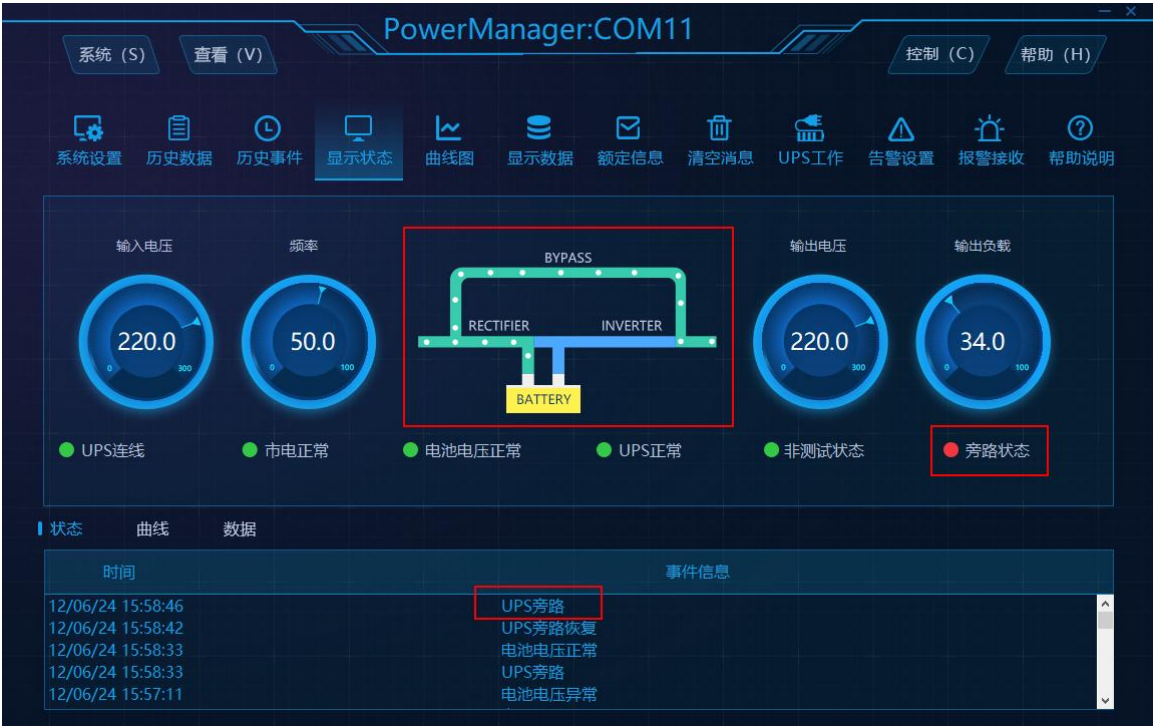 PowerManager:COM11
系统 (S)
查看 (V)
控制 (C)
帮助 (H)
系统设置
历史数据
历史事件
显示状态
曲线图
显示数据
额定信息
清空消息
UPS工作
告警设置
报警接收
帮助说明
输入电压
频率
输出电压
输出负载
BYPASS
RECTIFIER
INVERTER
BATTERY
220.0
0
300
50.0
0
100
220.0
0
300
34.0
0
100
UPS连线
市电正常
电池电压正常
UPS正常
非测试状态
旁路状态
状态
曲线
数据
时间
事件信息
12/06/24 15:58:46 UPS旁路
12/06/24 15:58:42 UPS旁路恢复
12/06/24 15:58:33 电池电压正常
12/06/24 15:58:33 UPS旁路
12/06/24 15:57:11 电池电压异常